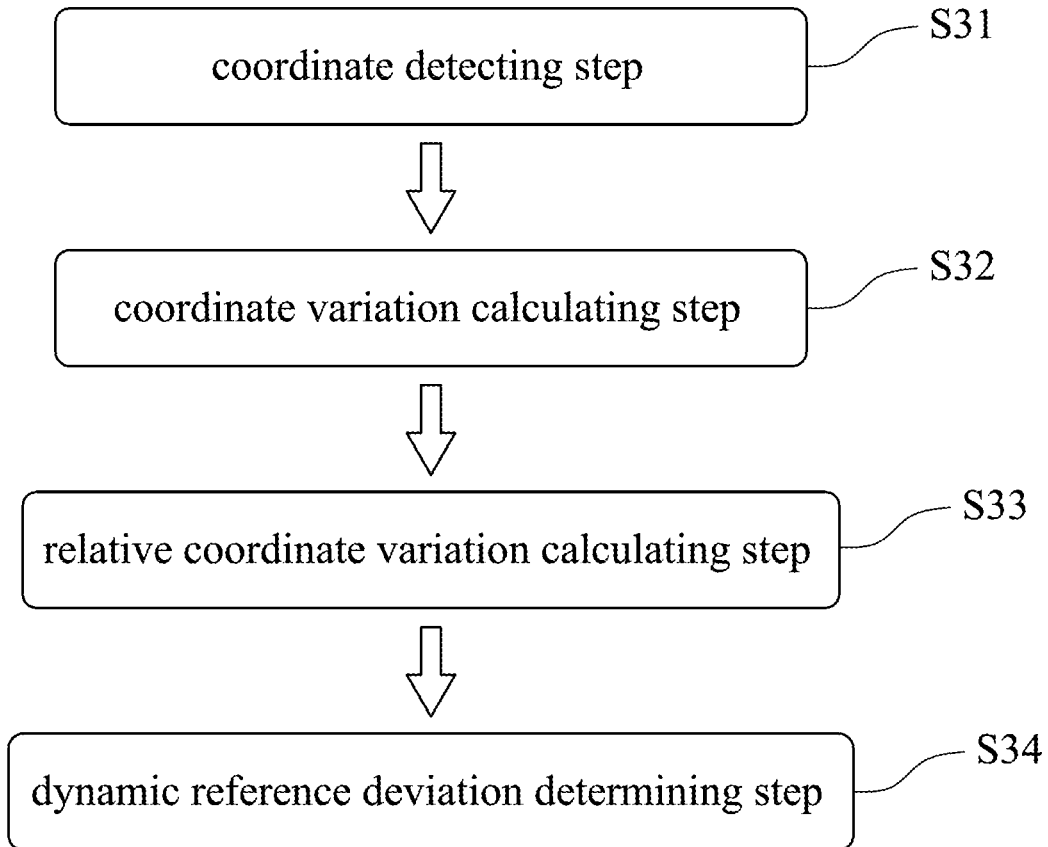 S31
coordinate detecting step
S32
coordinate variation calculating step
S33
relative coordinate variation calculating step
S34
dynamic reference deviation determining step